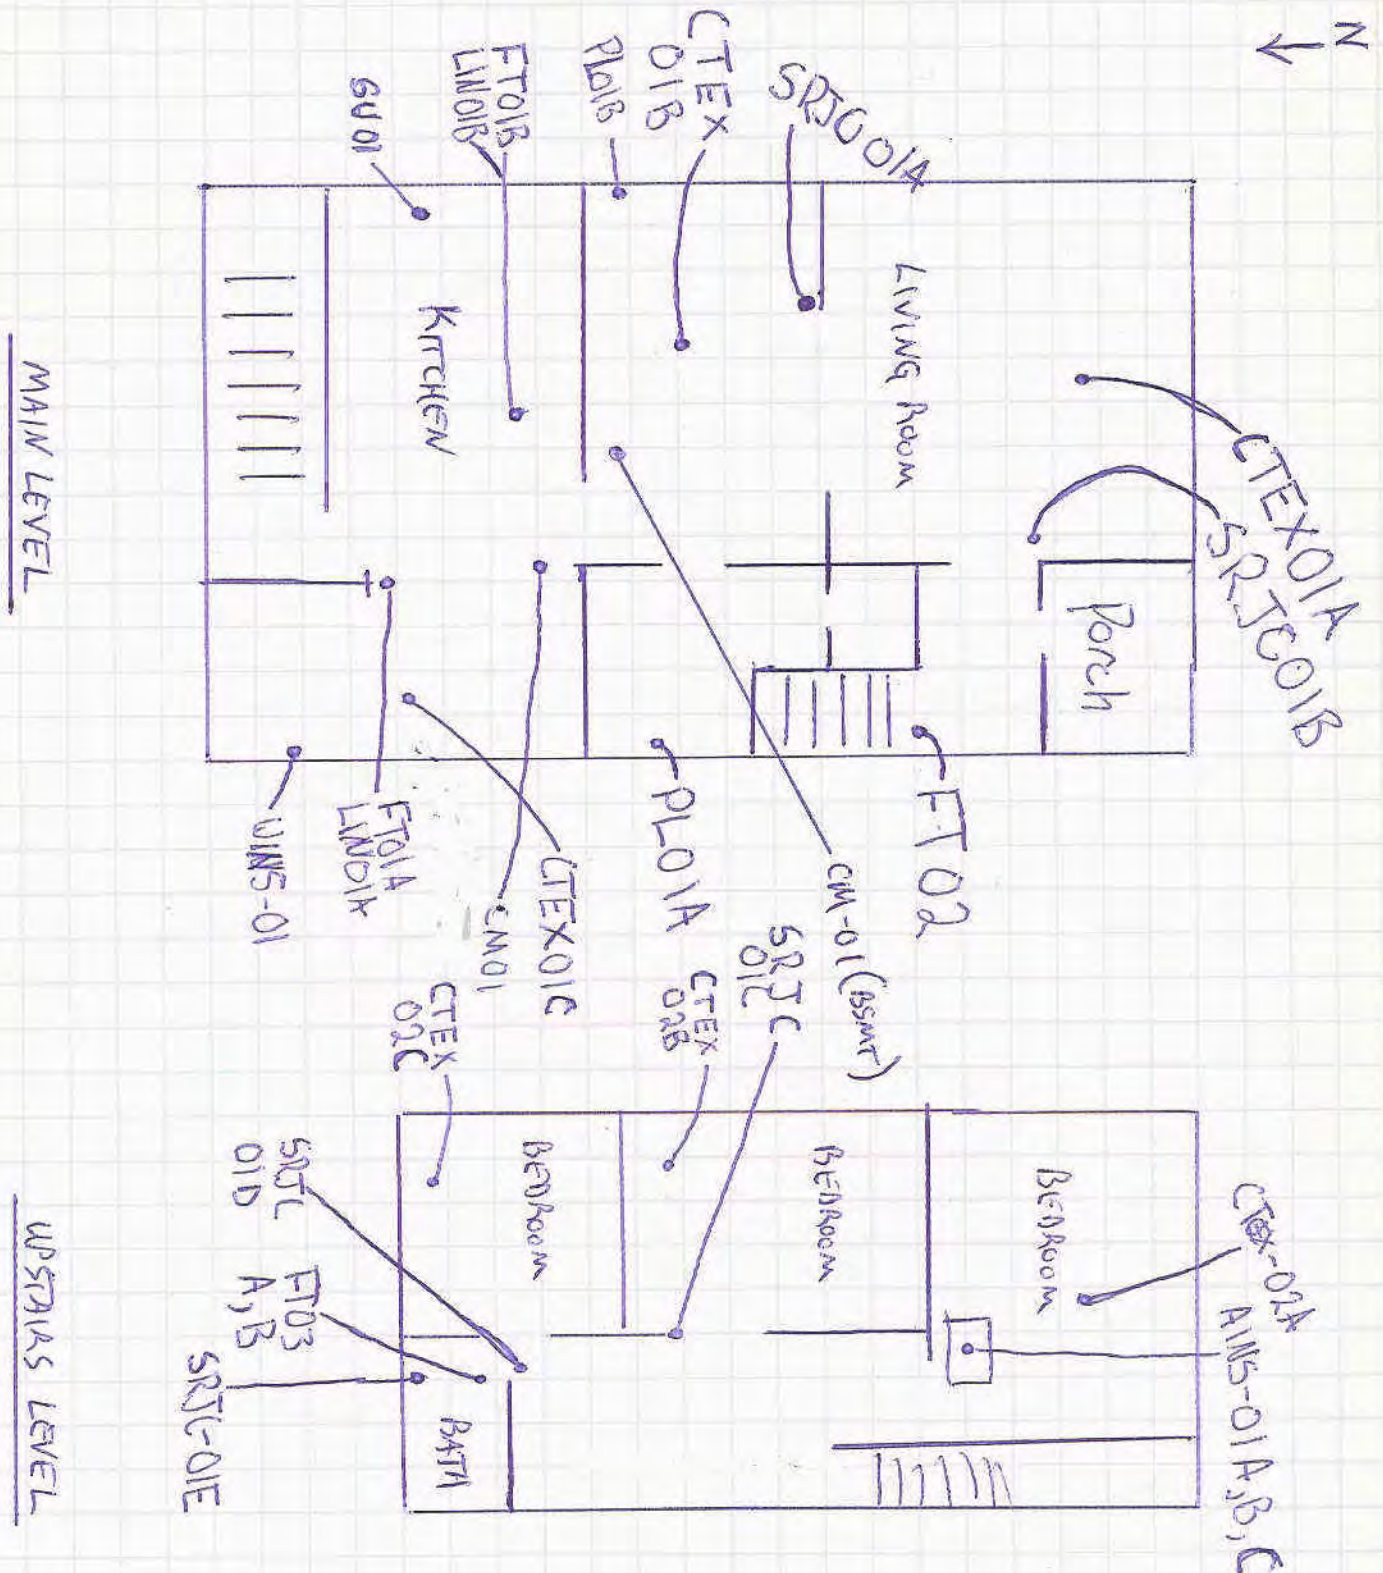 N
CTEX
01B
SRJC01A
PL01B
FT01B
LIN01B
GV01
LIVING ROOM
KITCHEN
CTEX01A
SRJC01B
Porch
FT02
PL01A
CM-01 (BSMT)
CTEX01C
CM01
FT01A
LIN01A
VINS-01
MAIN LEVEL
SRJC
01C
CTEX
02B
CTEX
02C
CTEX-02A
AINS-01A,B,C
BEDROOM
BEDROOM
BEDROOM
SRJC
01D
FT03
A,B
SRJC-01E
BATH
UPSTAIRS LEVEL